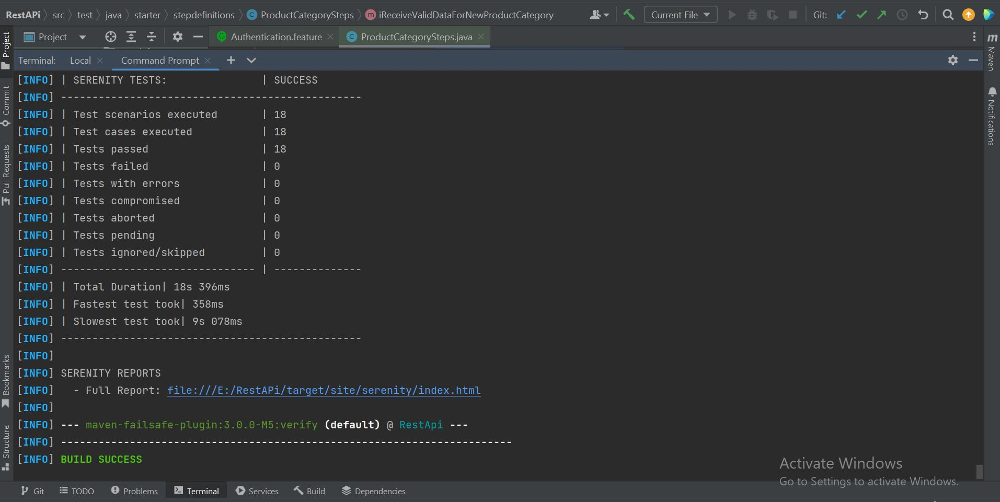 RestAPi src test java starter stepdefinitions C ProductCategorySteps m iReceiveValidDataForNewProductCategory Current File Git:
Project Authentication.feature C ProductCategorySteps.java
Terminal: Local Command Prompt
[INFO] | SERENITY TESTS: | SUCCESS
[INFO] ------------------------------------------------
[INFO] | Test scenarios executed | 18
[INFO] | Test cases executed | 18
[INFO] | Tests passed | 18
[INFO] | Tests failed | 0
[INFO] | Tests with errors | 0
[INFO] | Tests compromised | 0
[INFO] | Tests aborted | 0
[INFO] | Tests pending | 0
[INFO] | Tests ignored/skipped | 0
[INFO] ------------------------------- | --------------
[INFO] | Total Duration| 18s 396ms
[INFO] | Fastest test took| 358ms
[INFO] | Slowest test took| 9s 078ms
[INFO] ------------------------------------------------
[INFO]
[INFO] SERENITY REPORTS
[INFO] - Full Report: file:///E:/RestAPi/target/site/serenity/index.html
[INFO]
[INFO] --- maven-failsafe-plugin:3.0.0-M5:verify (default) @ RestApi ---
[INFO] ------------------------------------------------------------------------
[INFO] BUILD SUCCESS
Project
Commit
Pull Requests
Bookmarks
Structure
m
Maven
Notifications
Activate Windows
Go to Settings to activate Windows.
Git TODO Problems Terminal Services Build Dependencies